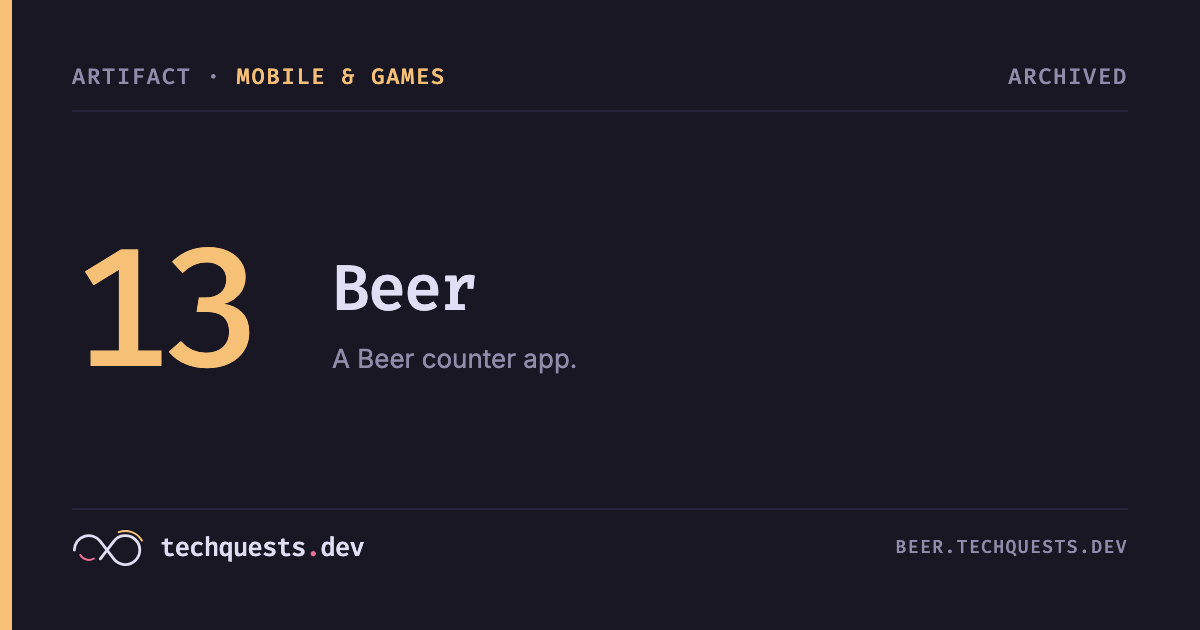 ARTIFACT · MOBILE & GAMES
ARCHIVED
13
Beer
A Beer counter app.
techquests.dev
BEER.TECHQUESTS.DEV